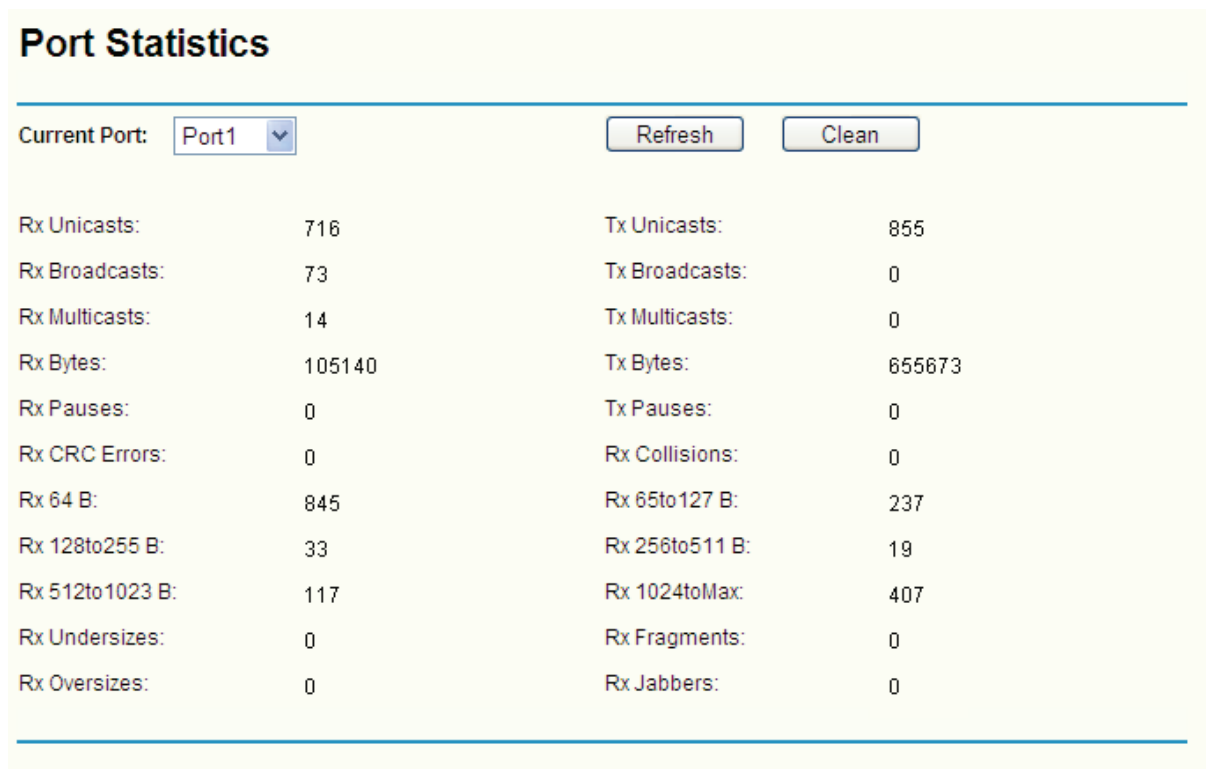 Port Statistics
Current Port: Port1 Refresh Clean
Rx Unicasts: 716 Tx Unicasts: 855
Rx Broadcasts: 73 Tx Broadcasts: 0
Rx Multicasts: 14 Tx Multicasts: 0
Rx Bytes: 105140 Tx Bytes: 655673
Rx Pauses: 0 Tx Pauses: 0
Rx CRC Errors: 0 Rx Collisions: 0
Rx 64 B: 845 Rx 65to127 B: 237
Rx 128to255 B: 33 Rx 256to511 B: 19
Rx 512to1023 B: 117 Rx 1024toMax: 407
Rx Undersizes: 0 Rx Fragments: 0
Rx Oversizes: 0 Rx Jabbers: 0